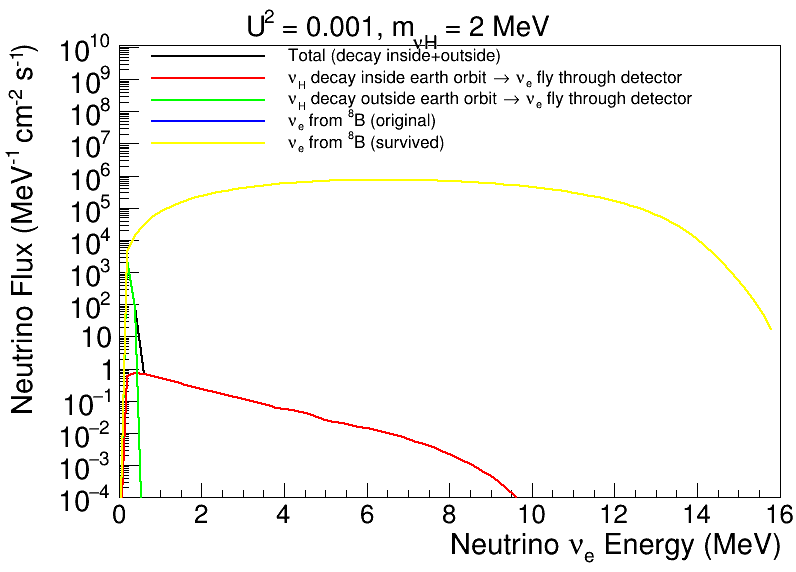 U² = 0.001, m_νH = 2 MeV
Total (decay inside+outside)
ν_H decay inside earth orbit → ν_e fly through detector
ν_H decay outside earth orbit → ν_e fly through detector
ν_e from ⁸B (original)
ν_e from ⁸B (survived)
Neutrino Flux (MeV⁻¹ cm⁻² s⁻¹)
10¹⁰
10⁹
10⁸
10⁷
10⁶
10⁵
10⁴
10³
10²
10
1
10⁻¹
10⁻²
10⁻³
10⁻⁴
0 2 4 6 8 10 12 14 16
Neutrino ν_e Energy (MeV)